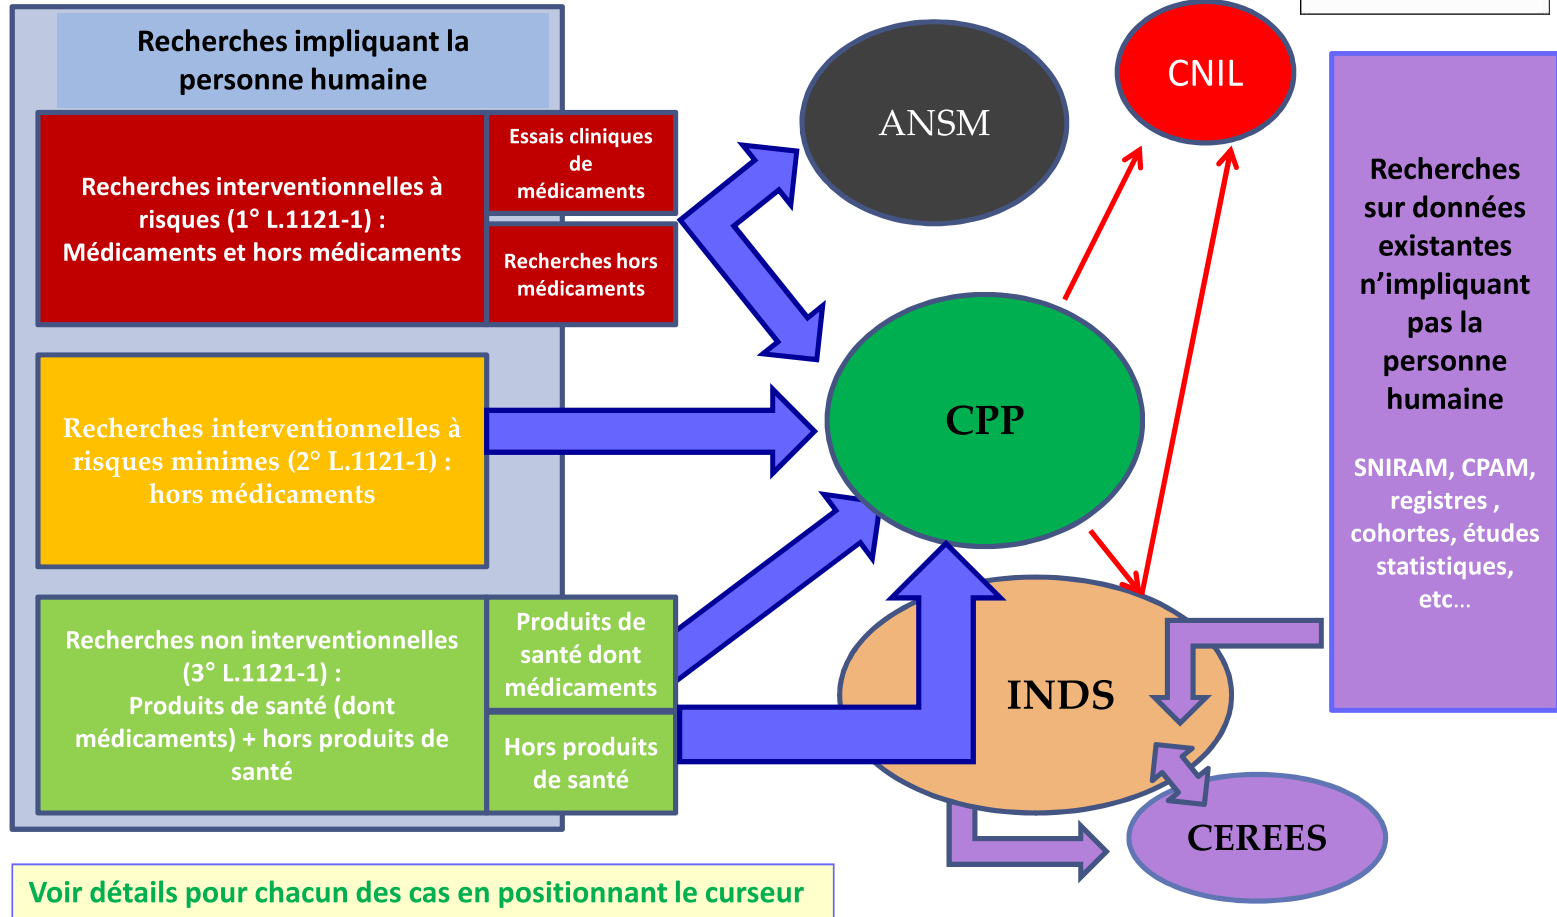 Recherches impliquant la
personne humaine
Recherches interventionnelles à
risques (1° L.1121-1) :
Médicaments et hors médicaments
Essais cliniques
de
médicaments
Recherches hors
médicaments
Recherches interventionnelles à
risques minimes (2° L.1121-1) :
hors médicaments
Recherches non interventionnelles
(3° L.1121-1) :
Produits de santé (dont
médicaments) + hors produits de
santé
Produits de
santé dont
médicaments
Hors produits
de santé
ANSM
CNIL
CPP
INDS
CEREES
Recherches
sur données
existantes
n’impliquant
pas la
personne
humaine
SNIRAM, CPAM,
registres ,
cohortes, études
statistiques,
etc...
Voir détails pour chacun des cas en positionnant le curseur